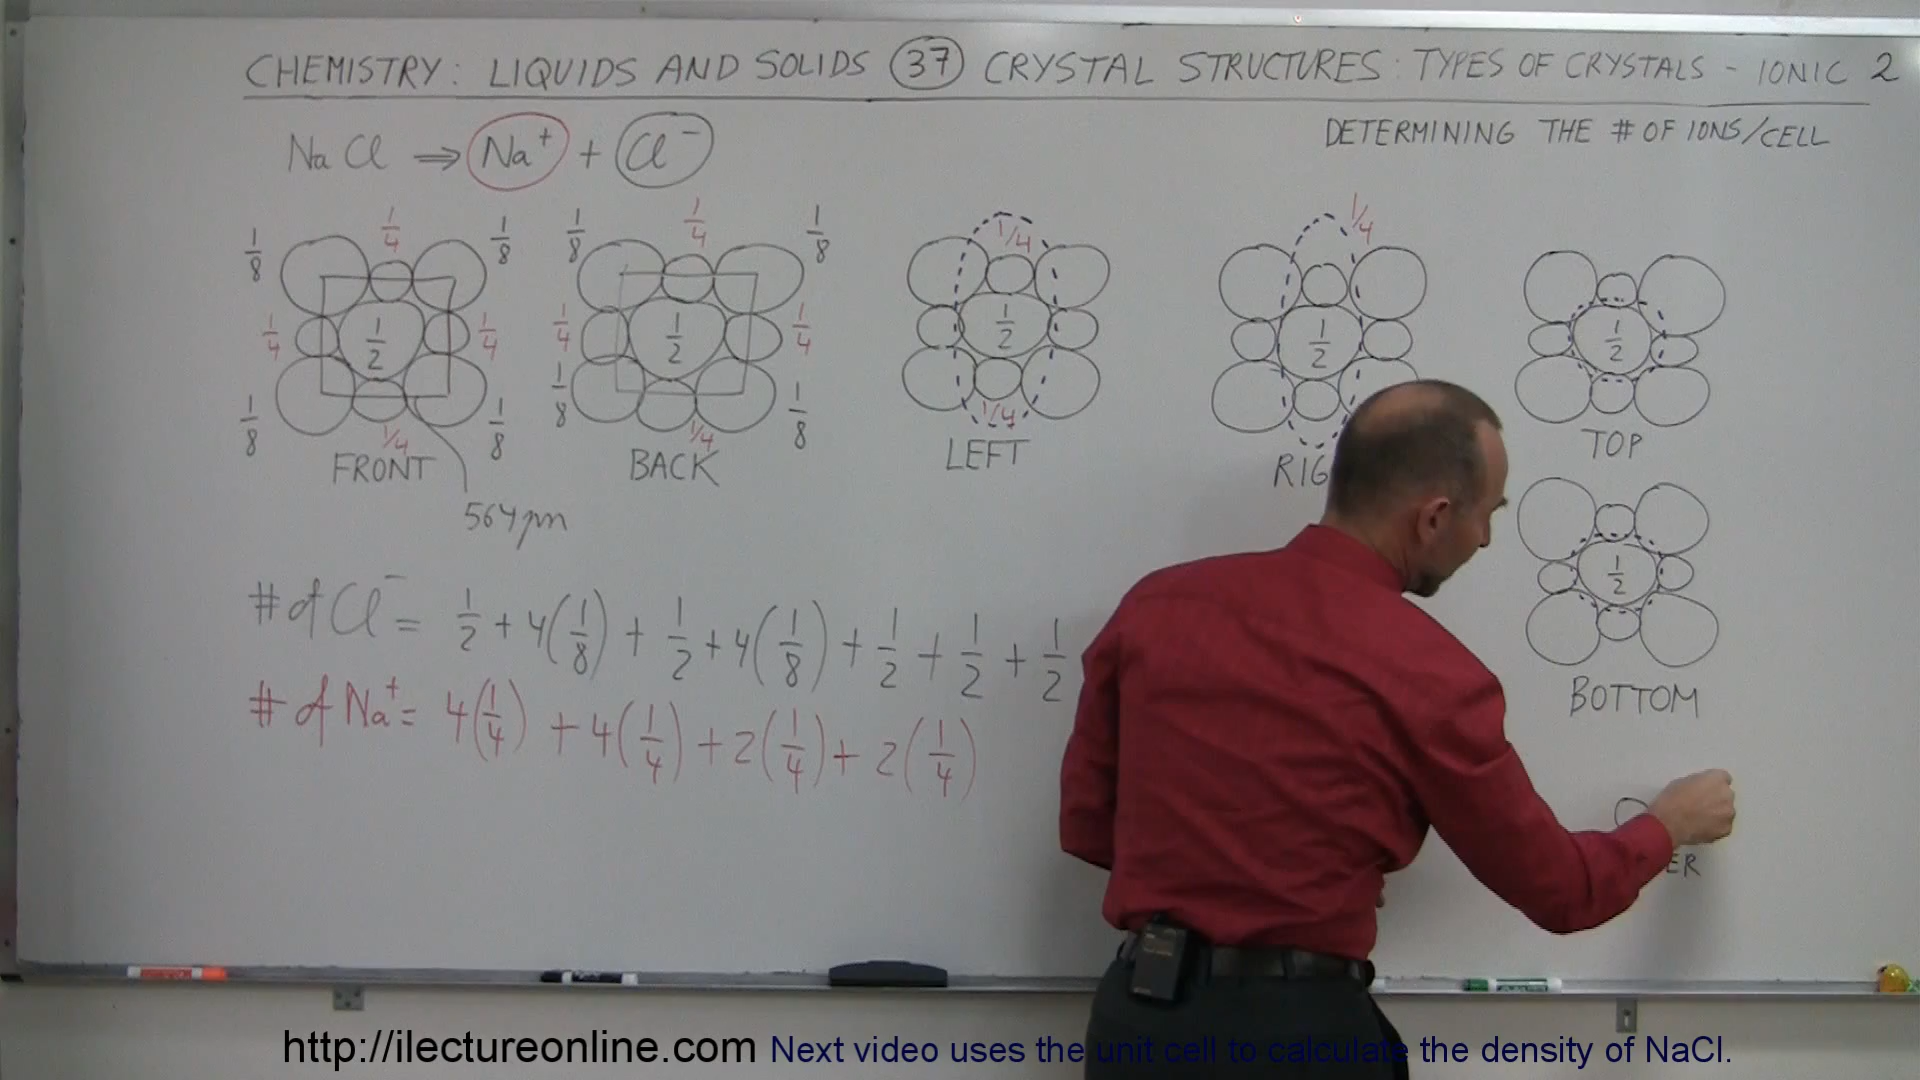 CHEMISTRY: LIQUIDS AND SOLIDS 37 CRYSTAL STRUCTURES: TYPES OF CRYSTALS - IONIC 2
DETERMINING THE # OF IONS/CELL
NaCl ⇒ Na⁺ + Cl⁻
1/8 1/4 1/8
1/4 1/2 1/4
1/8 1/4 1/8
FRONT
564pm
1/8 1/4 1/8
1/4 1/2 1/4
1/8 1/4 1/8
BACK
1/4
1/2
1/4
LEFT
1/4
1/2
RIG
1/2
TOP
1/2
BOTTOM
ER
# of Cl⁻ = 1/2 + 4(1/8) + 1/2 + 4(1/8) + 1/2 + 1/2 + 1/2
# of Na⁺ = 4(1/4) + 4(1/4) + 2(1/4) + 2(1/4)
http://ilectureonline.com Next video uses the unit cell to calculate the density of NaCl.